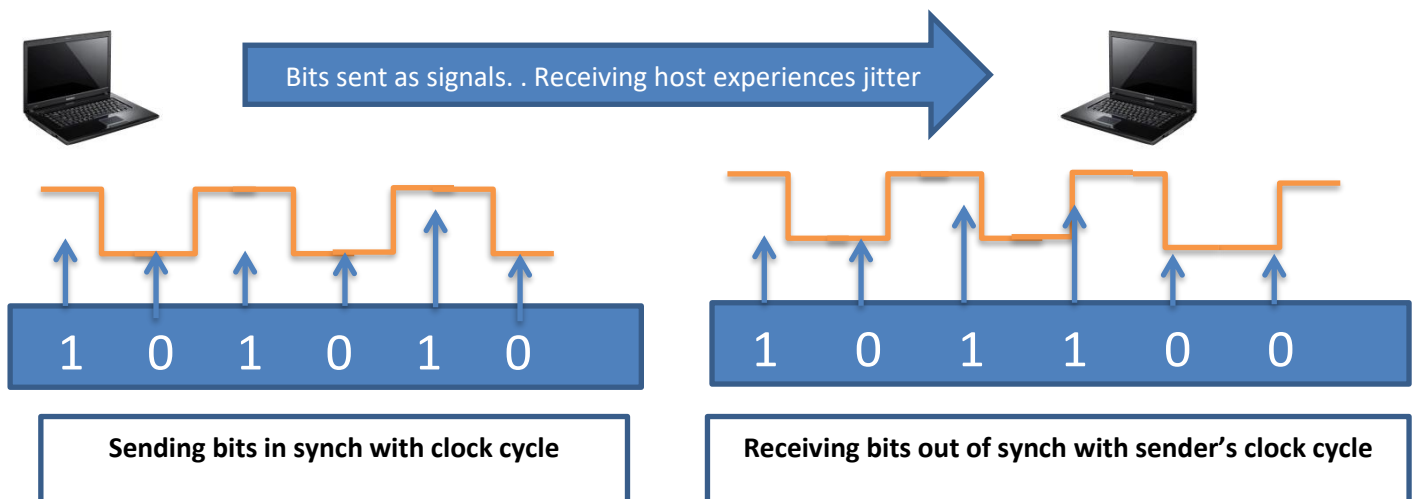 Bits sent as signals. . Receiving host experiences jitter
1 0 1 0 1 0
1 0 1 1 0 0
Sending bits in synch with clock cycle
Receiving bits out of synch with sender’s clock cycle